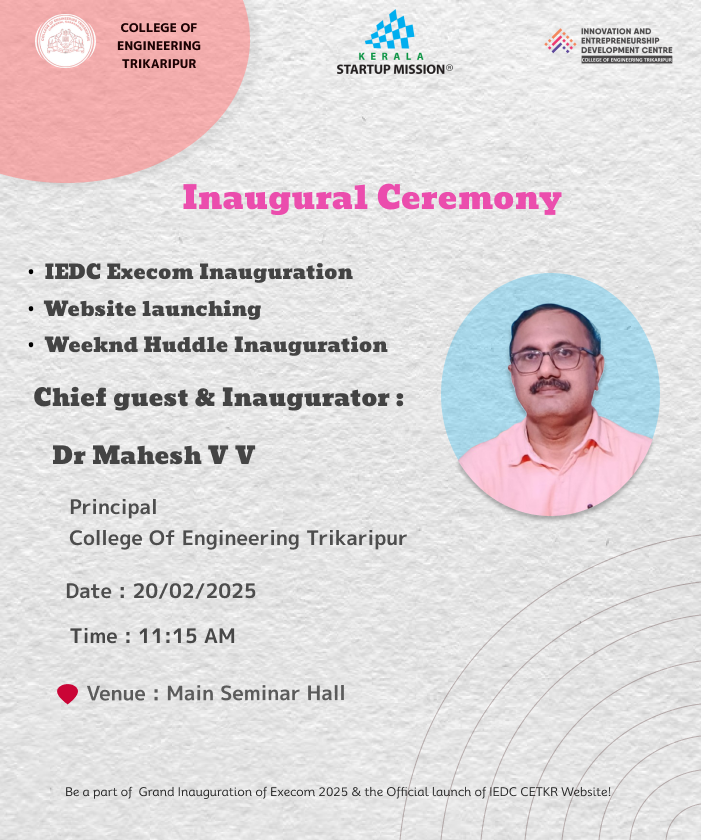 COLLEGE OF
ENGINEERING
TRIKARIPUR
KERALA
STARTUP MISSION®
INNOVATION AND
ENTREPRENEURSHIP
DEVELOPMENT CENTRE
COLLEGE OF ENGINEERING TRIKARIPUR
Inaugural Ceremony
• IEDC Execom Inauguration
• Website launching
• Weeknd Huddle Inauguration
Chief guest & Inaugurator :
Dr Mahesh V V
Principal
College Of Engineering Trikaripur
Date : 20/02/2025
Time : 11:15 AM
Venue : Main Seminar Hall
Be a part of Grand Inauguration of Execom 2025 & the Official launch of IEDC CETKR Website!